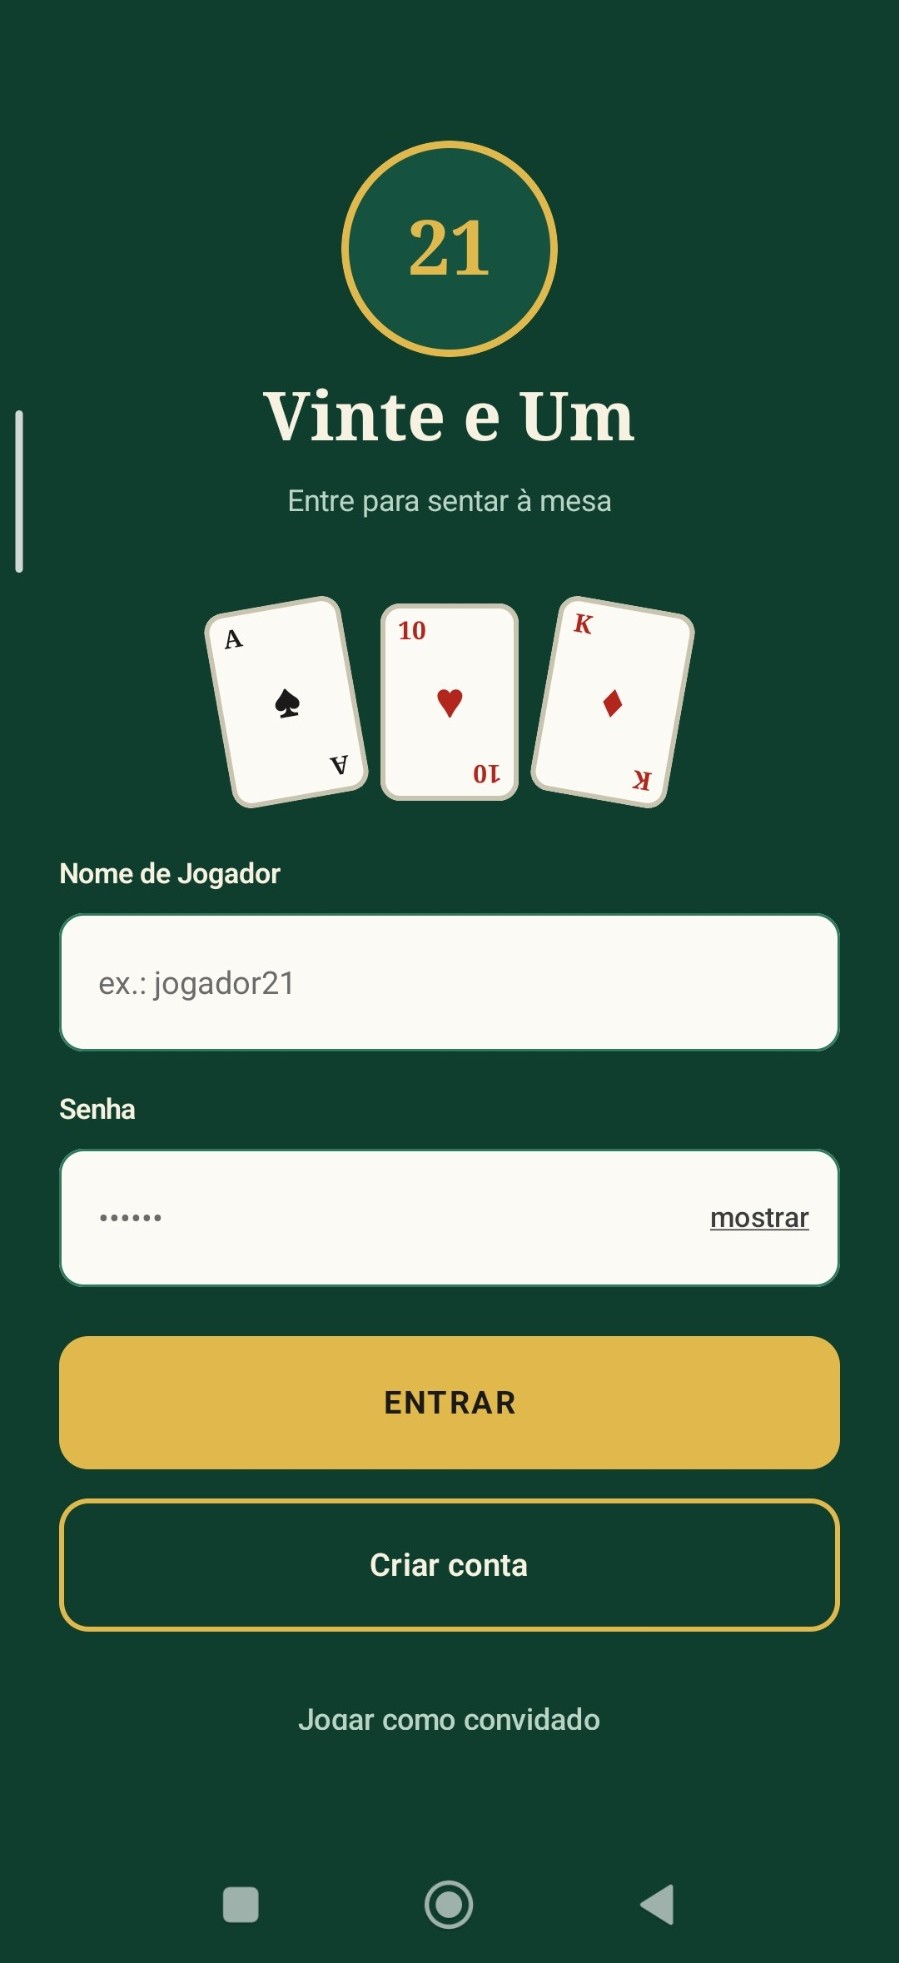 21
Vinte e Um
Entre para sentar à mesa
A
10
K
A
10
K
Nome de Jogador
ex.: jogador21
Senha
••••••
mostrar
ENTRAR
Criar conta
Jogar como convidado